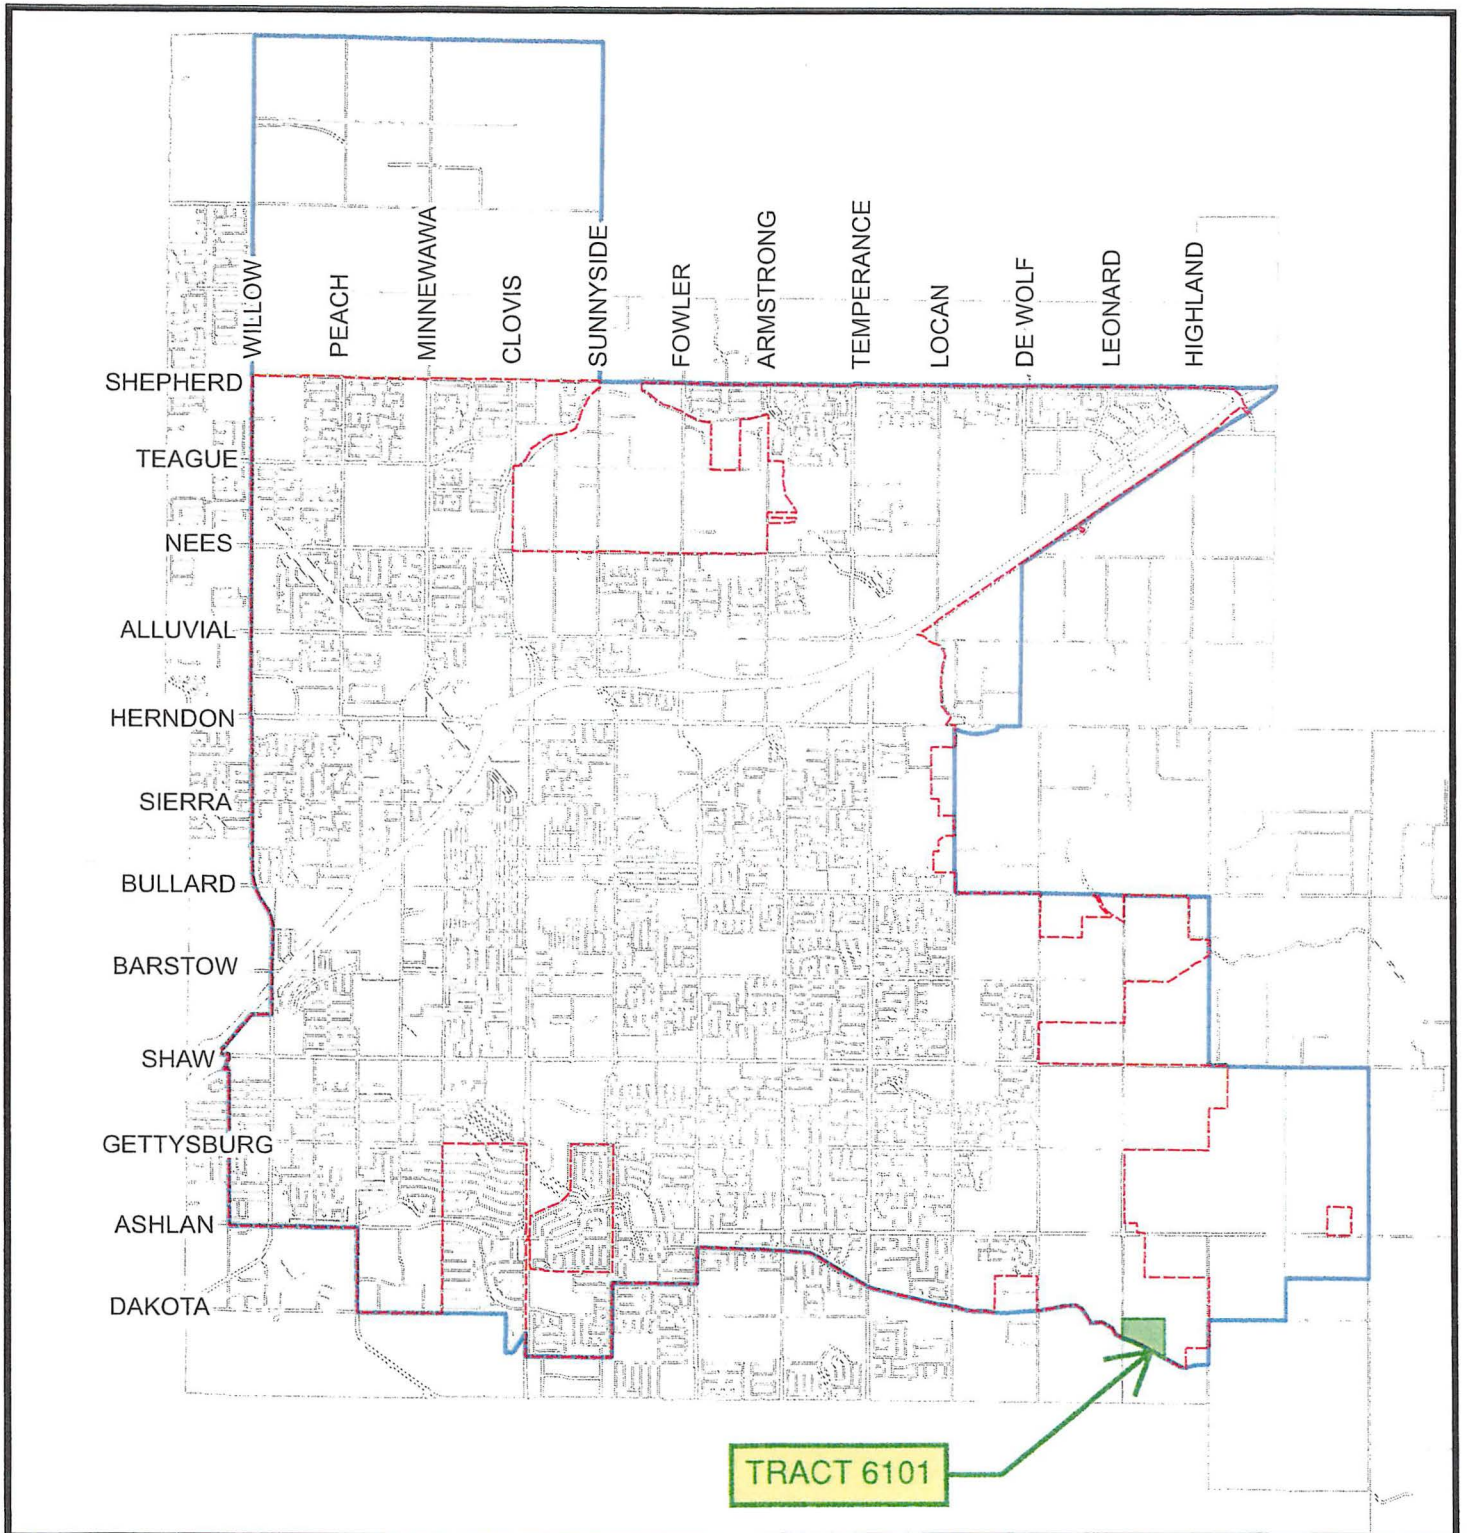 WILLOW
PEACH
MINNEWAWA
CLOVIS
SUNNYSIDE
FOWLER
ARMSTRONG
TEMPERANCE
LOCAN
DE WOLF
LEONARD
HIGHLAND
SHEPHERD
TEAGUE
NEES
ALLUVIAL
HERNDON
SIERRA
BULLARD
BARSTOW
SHAW
GETTYSBURG
ASHLAN
DAKOTA
TRACT 6101